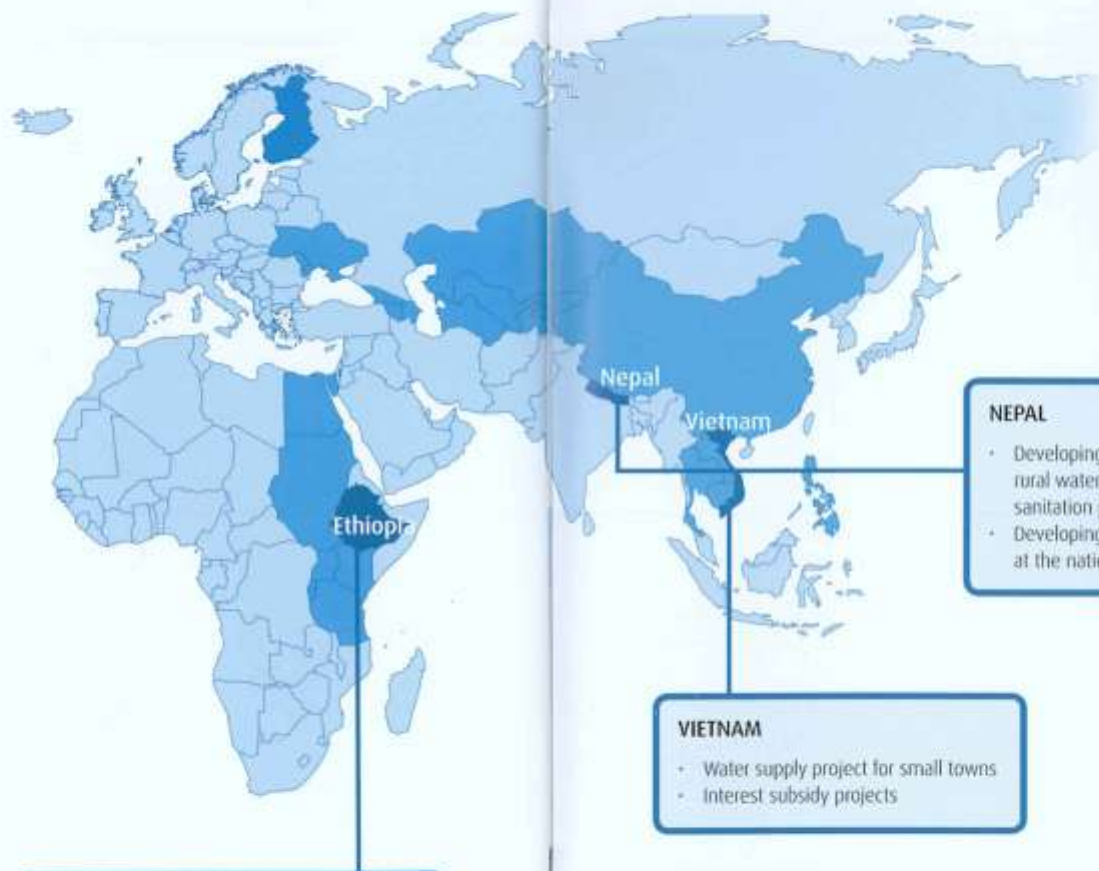 Nepal
Vietnam
Ethiopia
NEPAL
· Developing
rural water
sanitation
· Developing
at the
VIETNAM
· Water supply project for small towns
· Interest subsidy projects